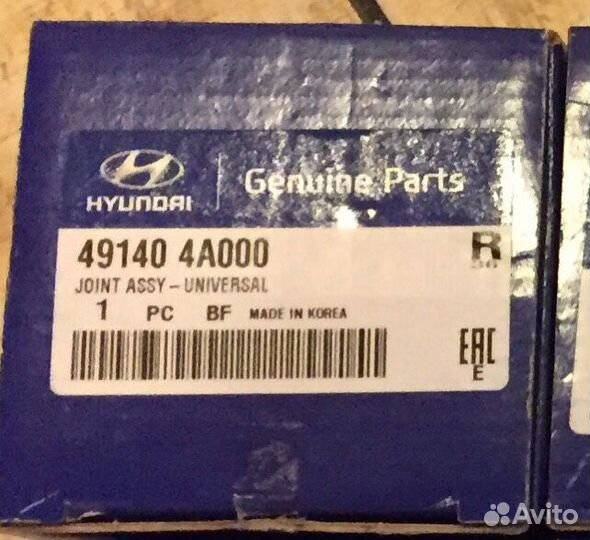 HYUNDAI
Genuine Parts
49140 4A000
R
JOINT ASSY-UNIVERSAL
1 PC BF MADE IN KOREA
EAC
E
Avito